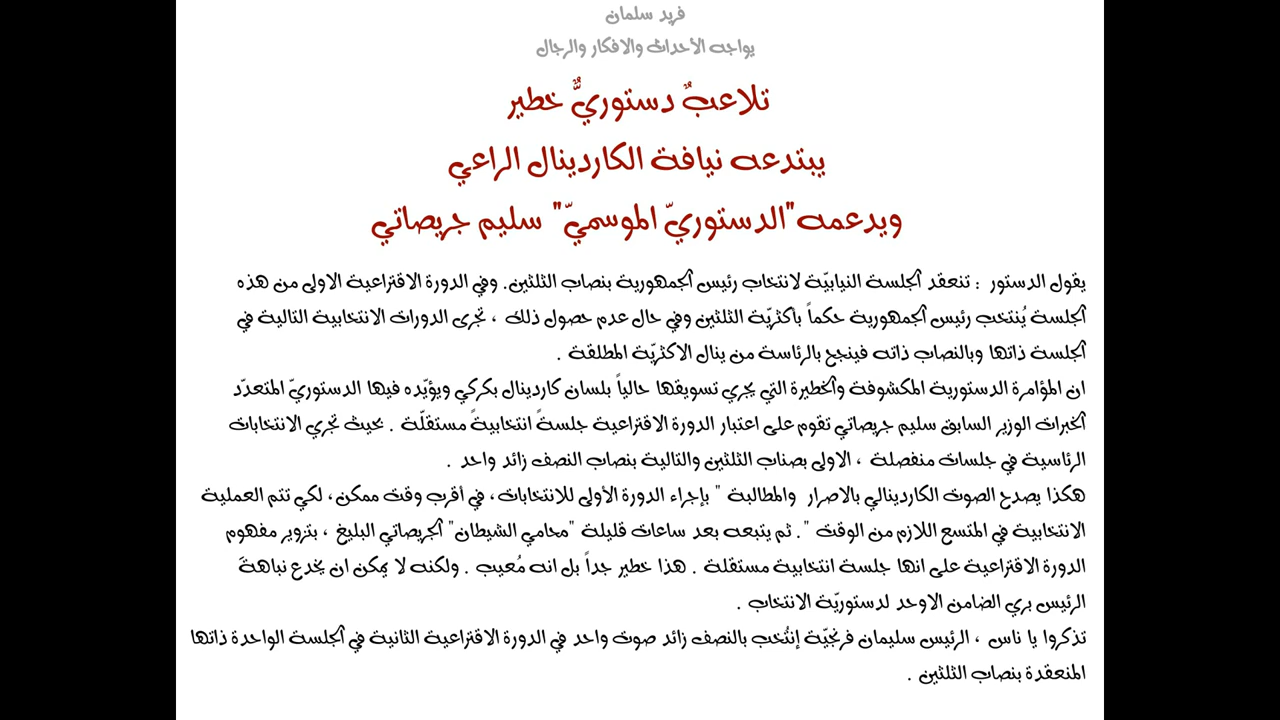 فريد سلمان
يواجه الأحداث والافكار والرجال
تلاعبٌ دستوريٌّ خطير
يبتدعه نيافة الكاردينال الراعي
ويدعمه"الدستوريّ الموسميّ" سليم جريصاتي
يقول الدستور : تنعقد الجلسة النيابيّة لانتخاب رئيس الجمهورية بنصاب الثلثين. وفي الدورة الاقتراعية الاولى من هذه
الجلسة يُنتخب رئيس الجمهورية حكماً بأكثريّة الثلثين وفي حال عدم حصول ذلك ، تجرى الدورات الانتخابية التالية في
الجلسة ذاتها وبالنصاب ذاته فينجح بالرئاسة من ينال الاكثريّة المطلقة .
ان المؤامرة الدستورية المكشوفة والخطيرة التي يجري تسويقها حالياً بلسان كاردينال بكركي ويؤيّده فيها الدستوريّ المتعدّد
الخبرات الوزير السابق سليم جريصاتي تقوم على اعتبار الدورة الاقتراعية جلسةً انتخابيةً مستقلّة . بحيث تجري الانتخابات
الرئاسية في جلسات منفصلة ، الاولى بصناب الثلثين والتالية بنصاب النصف زائد واحد .
هكذا يصدح الصوت الكاردينالي بالاصرار والمطالبة " بإجراء الدورة الأولى للانتخابات، في أقرب وقت ممكن، لكي تتم العملية
الانتخابية في المتسع اللازم من الوقت " . ثم يتبعه بعد ساعات قليلة "محامي الشيطان" الجريصاتي البليغ ، بتزوير مفهوم
الدورة الاقتراعية على انها جلسة انتخابية مستقلة . هذا خطير جداً بل انه مُعيب . ولكنه لا يمكن ان يخدع نباهةَ
الرئيس بري الضامن الاوحد لدستوريّة الانتخاب .
تذكروا يا ناس ، الرئيس سليمان فرنجيّة إنتُخب بالنصف زائد صوت واحد في الدورة الاقتراعية الثانية في الجلسة الواحدة ذاتها
المنعقدة بنصاب الثلثين .